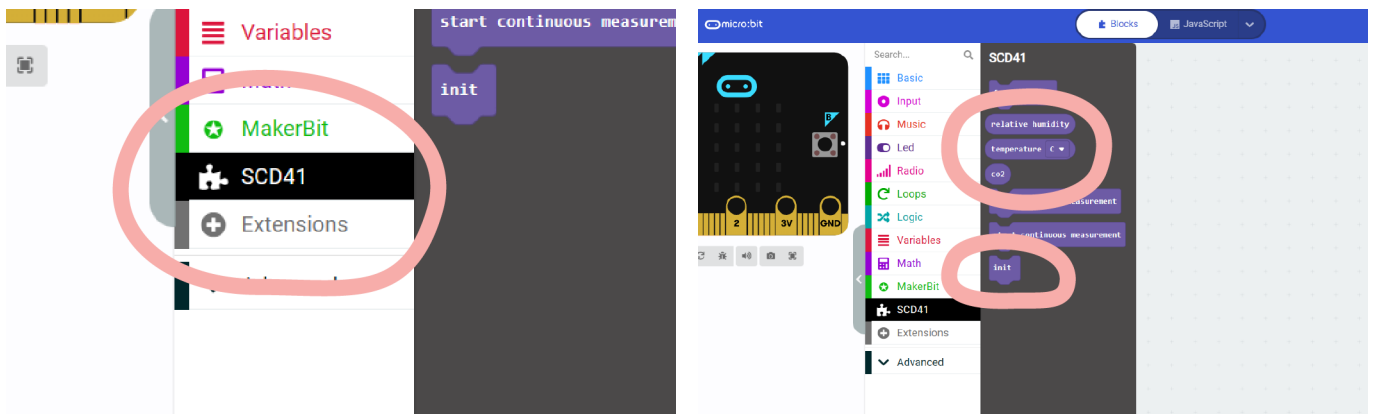 Variables
start continuous measurem
init
MakerBit
SCD41
Extensions
micro:bit
Blocks
JavaScript
Search...
Basic
Input
Music
Led
Radio
Loops
Logic
Variables
Math
MakerBit
SCD41
Extensions
Advanced
SCD41
relative humidity
temperature C
co2
measurement
continuous measurement
init
B
2
3V
GND